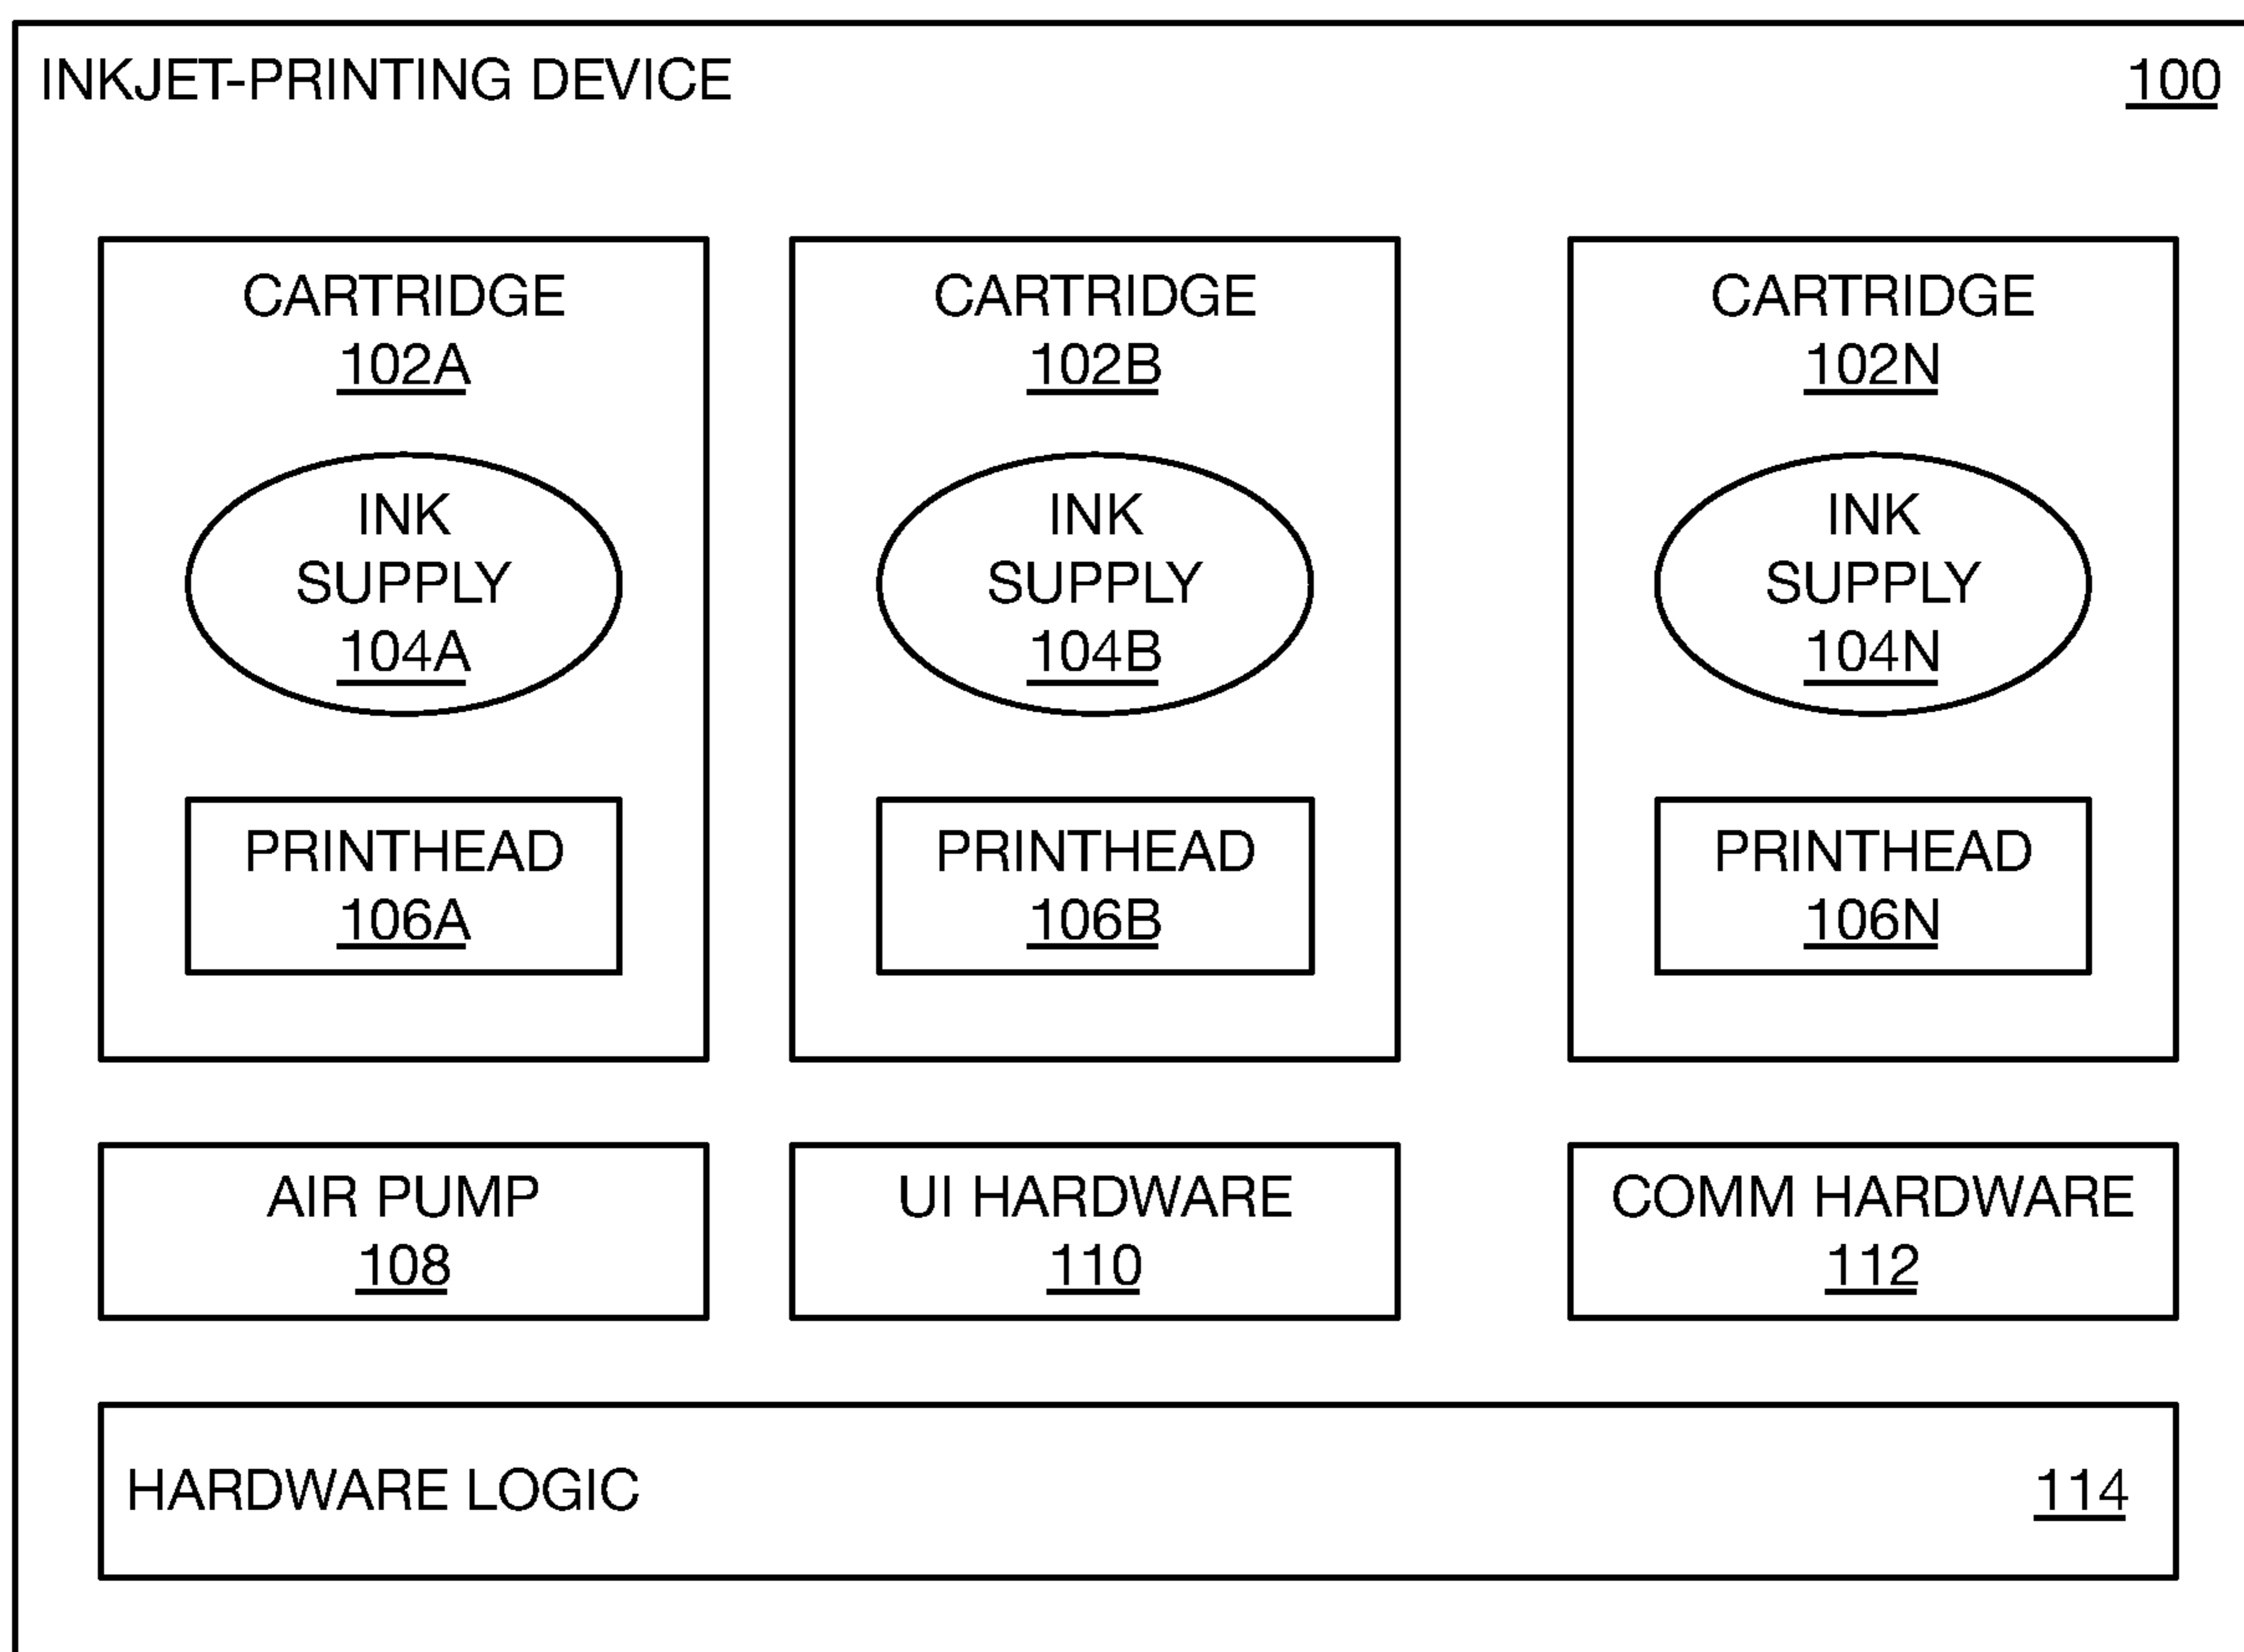 INKJET-PRINTING DEVICE 100
CARTRIDGE
102A
INK
SUPPLY
104A
PRINTHEAD
106A
CARTRIDGE
102B
INK
SUPPLY
104B
PRINTHEAD
106B
CARTRIDGE
102N
INK
SUPPLY
104N
PRINTHEAD
106N
AIR PUMP
108
UI HARDWARE
110
COMM HARDWARE
112
HARDWARE LOGIC 114